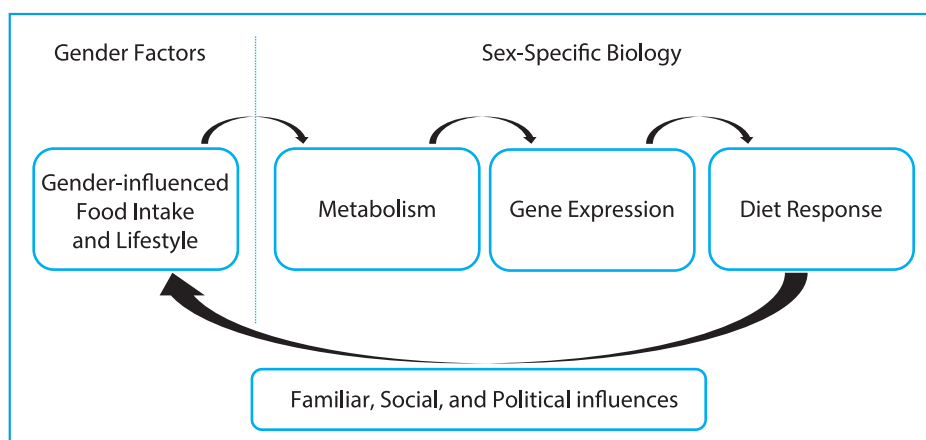 Gender Factors
Sex-Specific Biology
Gender-influenced
Food Intake
and Lifestyle
Metabolism
Gene Expression
Diet Response
Familiar, Social, and Political influences